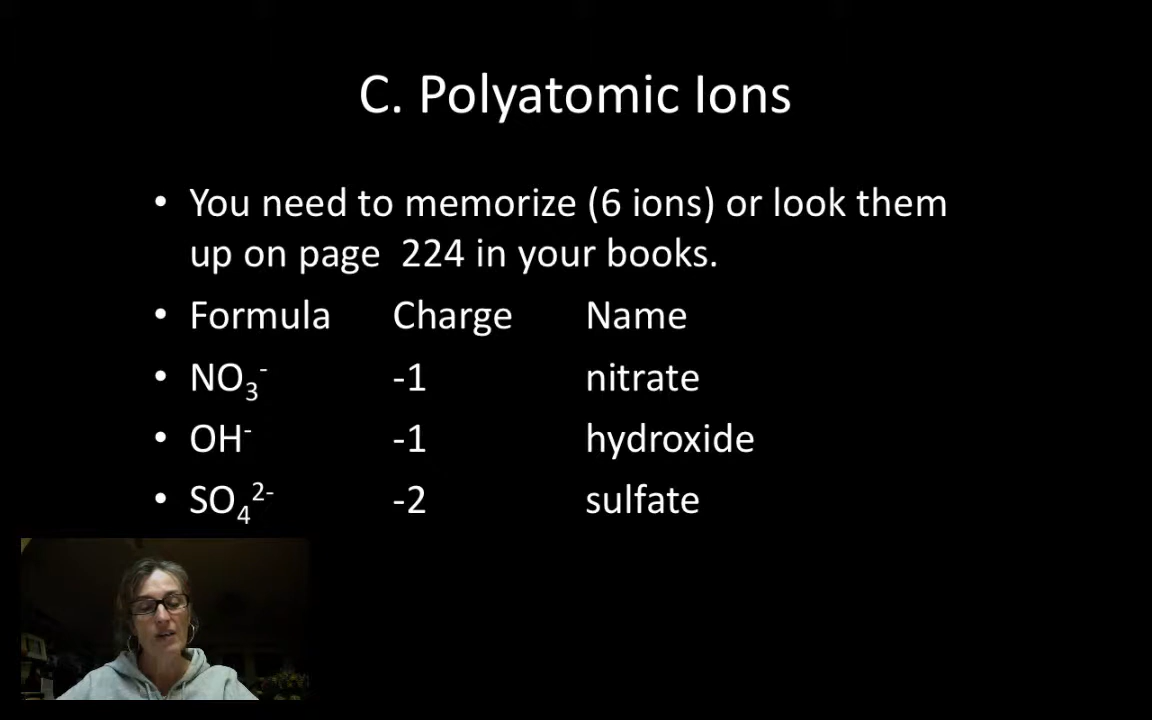 C. Polyatomic Ions
• You need to memorize (6 ions) or look them
up on page 224 in your books.
• Formula Charge Name
• NO₃⁻ -1 nitrate
• OH⁻ -1 hydroxide
• SO₄²⁻ -2 sulfate